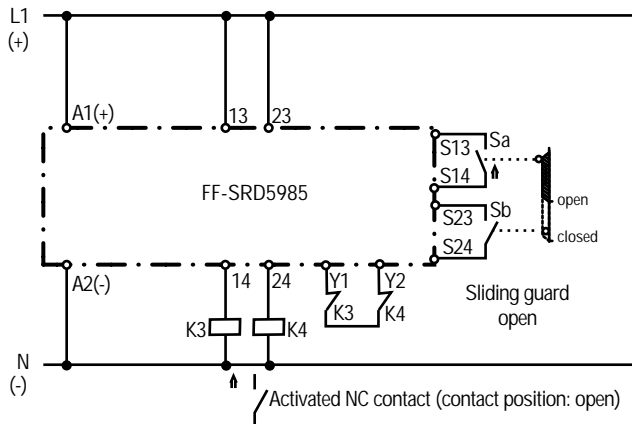 L1
(+)
A1(+)
13
23
S13
Sa
S14
FF-SRD5985
open
S23
Sb
S24
closed
A2(-)
14
24
Y1
Y2
Sliding guard
open
K3
K4
K3
K4
N
(-)
Activated NC contact (contact position: open)